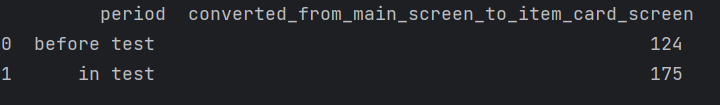 period converted_from_main_screen_to_item_card_screen
0 before test 124
1 in test 175